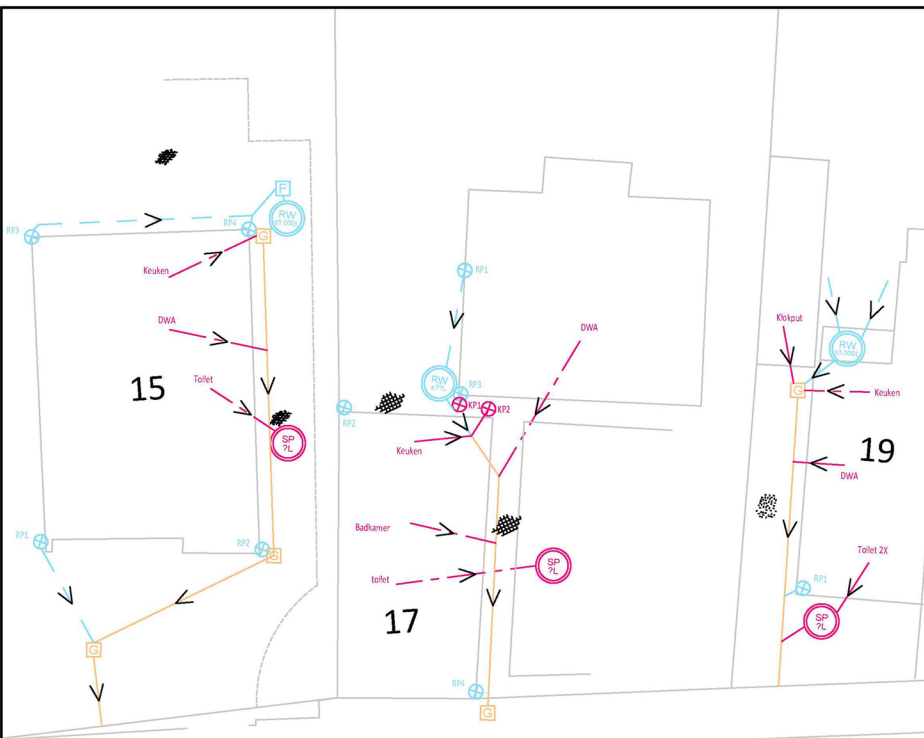 F
RW
RP3
RP4
G
Keuken
DWA
15
Toilet
SP
?L
RP1
RP2
S
G
RP1
DWA
RW
RP3
KP1
KP2
RP2
Keuken
Badkamer
toilet
SP
?L
17
RP4
G
Klokput
RW
G
Keuken
19
DWA
Toilet 2X
RP1
SP
?L